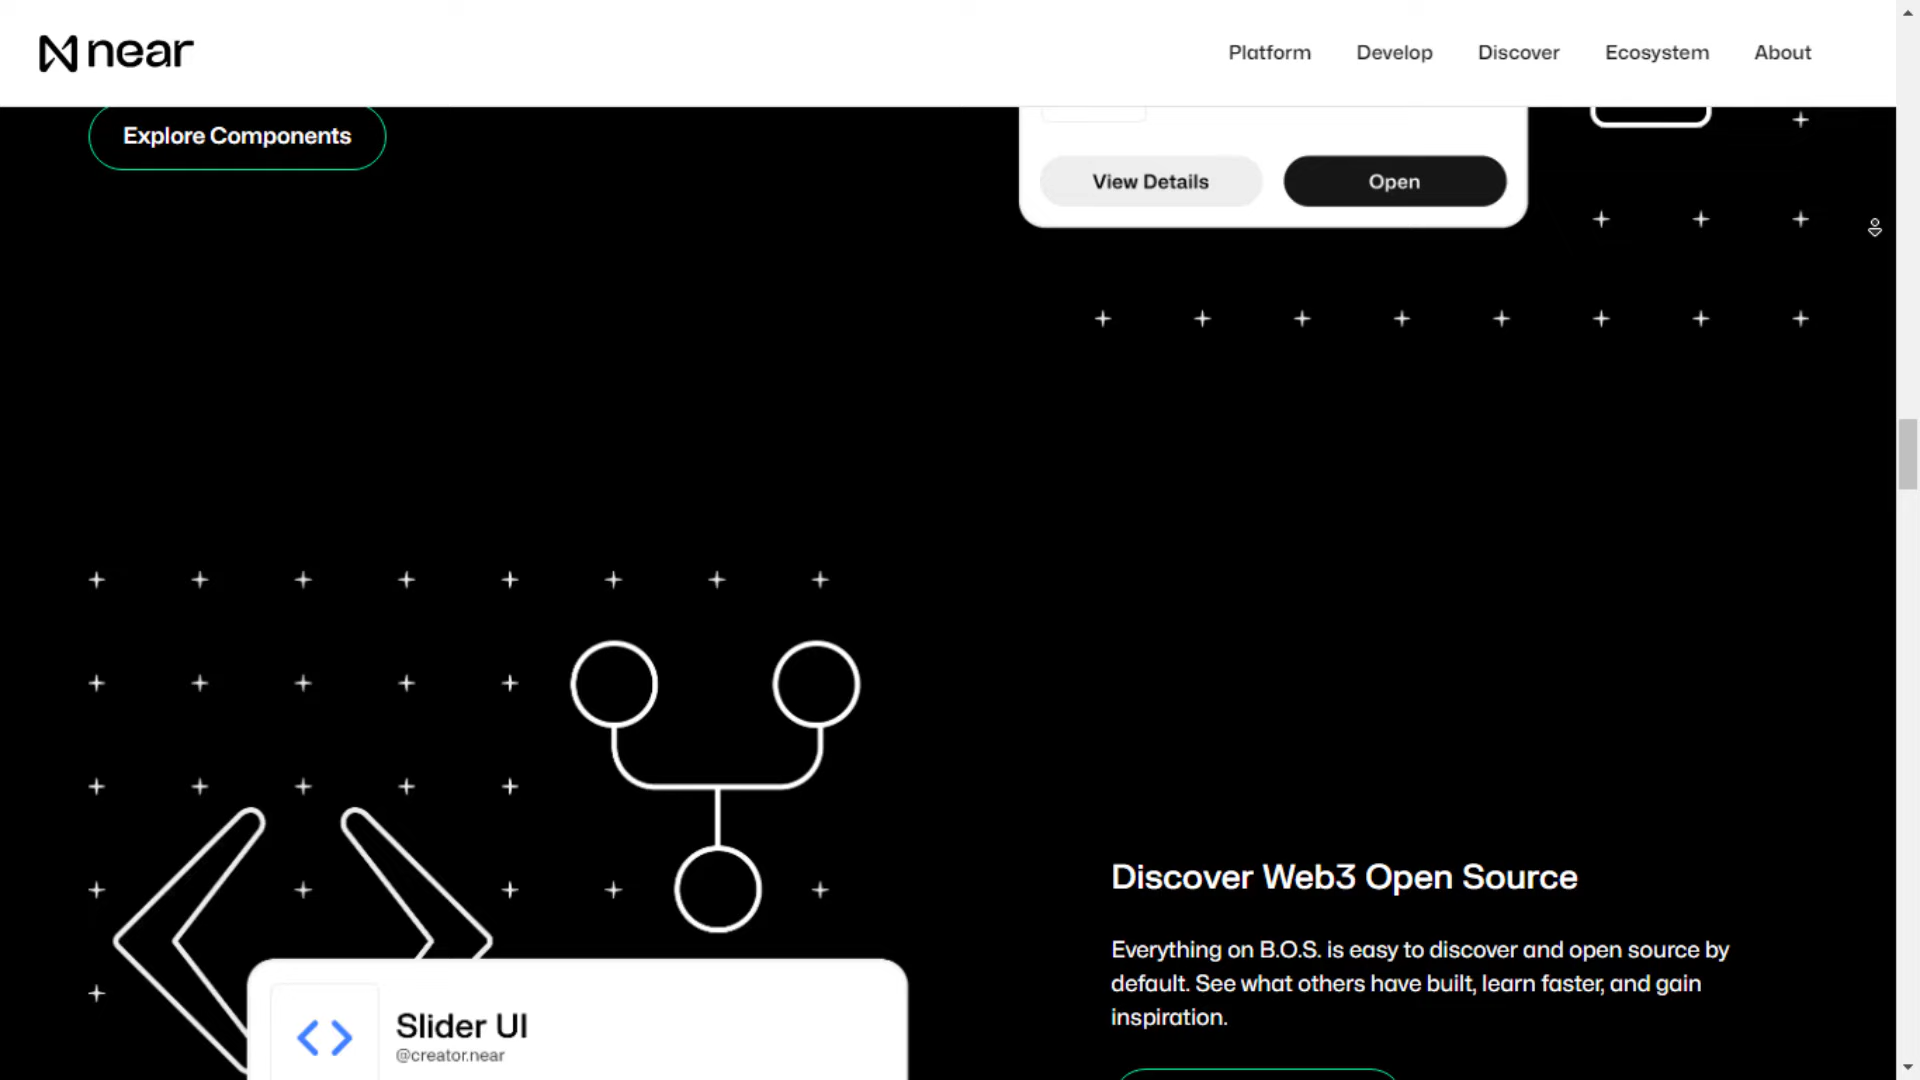 near
Platform
Develop
Discover
Ecosystem
About
Explore Components
View Details
Open
Discover Web3 Open Source
Everything on B.O.S. is easy to discover and open source by
default. See what others have built, learn faster, and gain
inspiration.
Slider UI
@creator.near